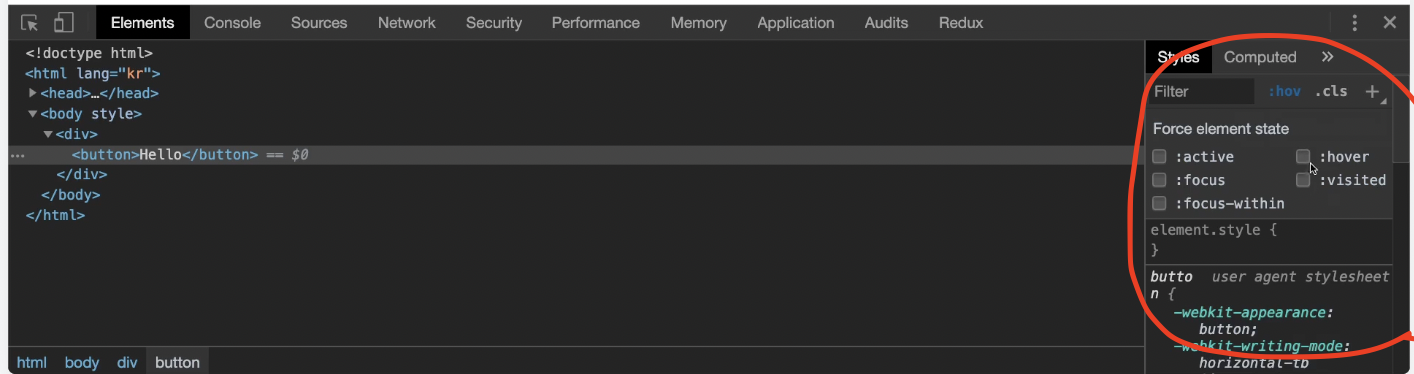 Elements Console Sources Network Security Performance Memory Application Audits Redux
<!doctype html>
<html lang="kr">
<head>…</head>
<body style>
<div>
<button>Hello</button> == $0
</div>
</body>
</html>
html body div button
Styles Computed »
Filter :hov .cls +
Force element state
:active :hover
:focus :visited
:focus-within
element.style {
}
butto user agent stylesheet
n {
-webkit-appearance:
button;
-webkit-writing-mode:
horizontal-tb